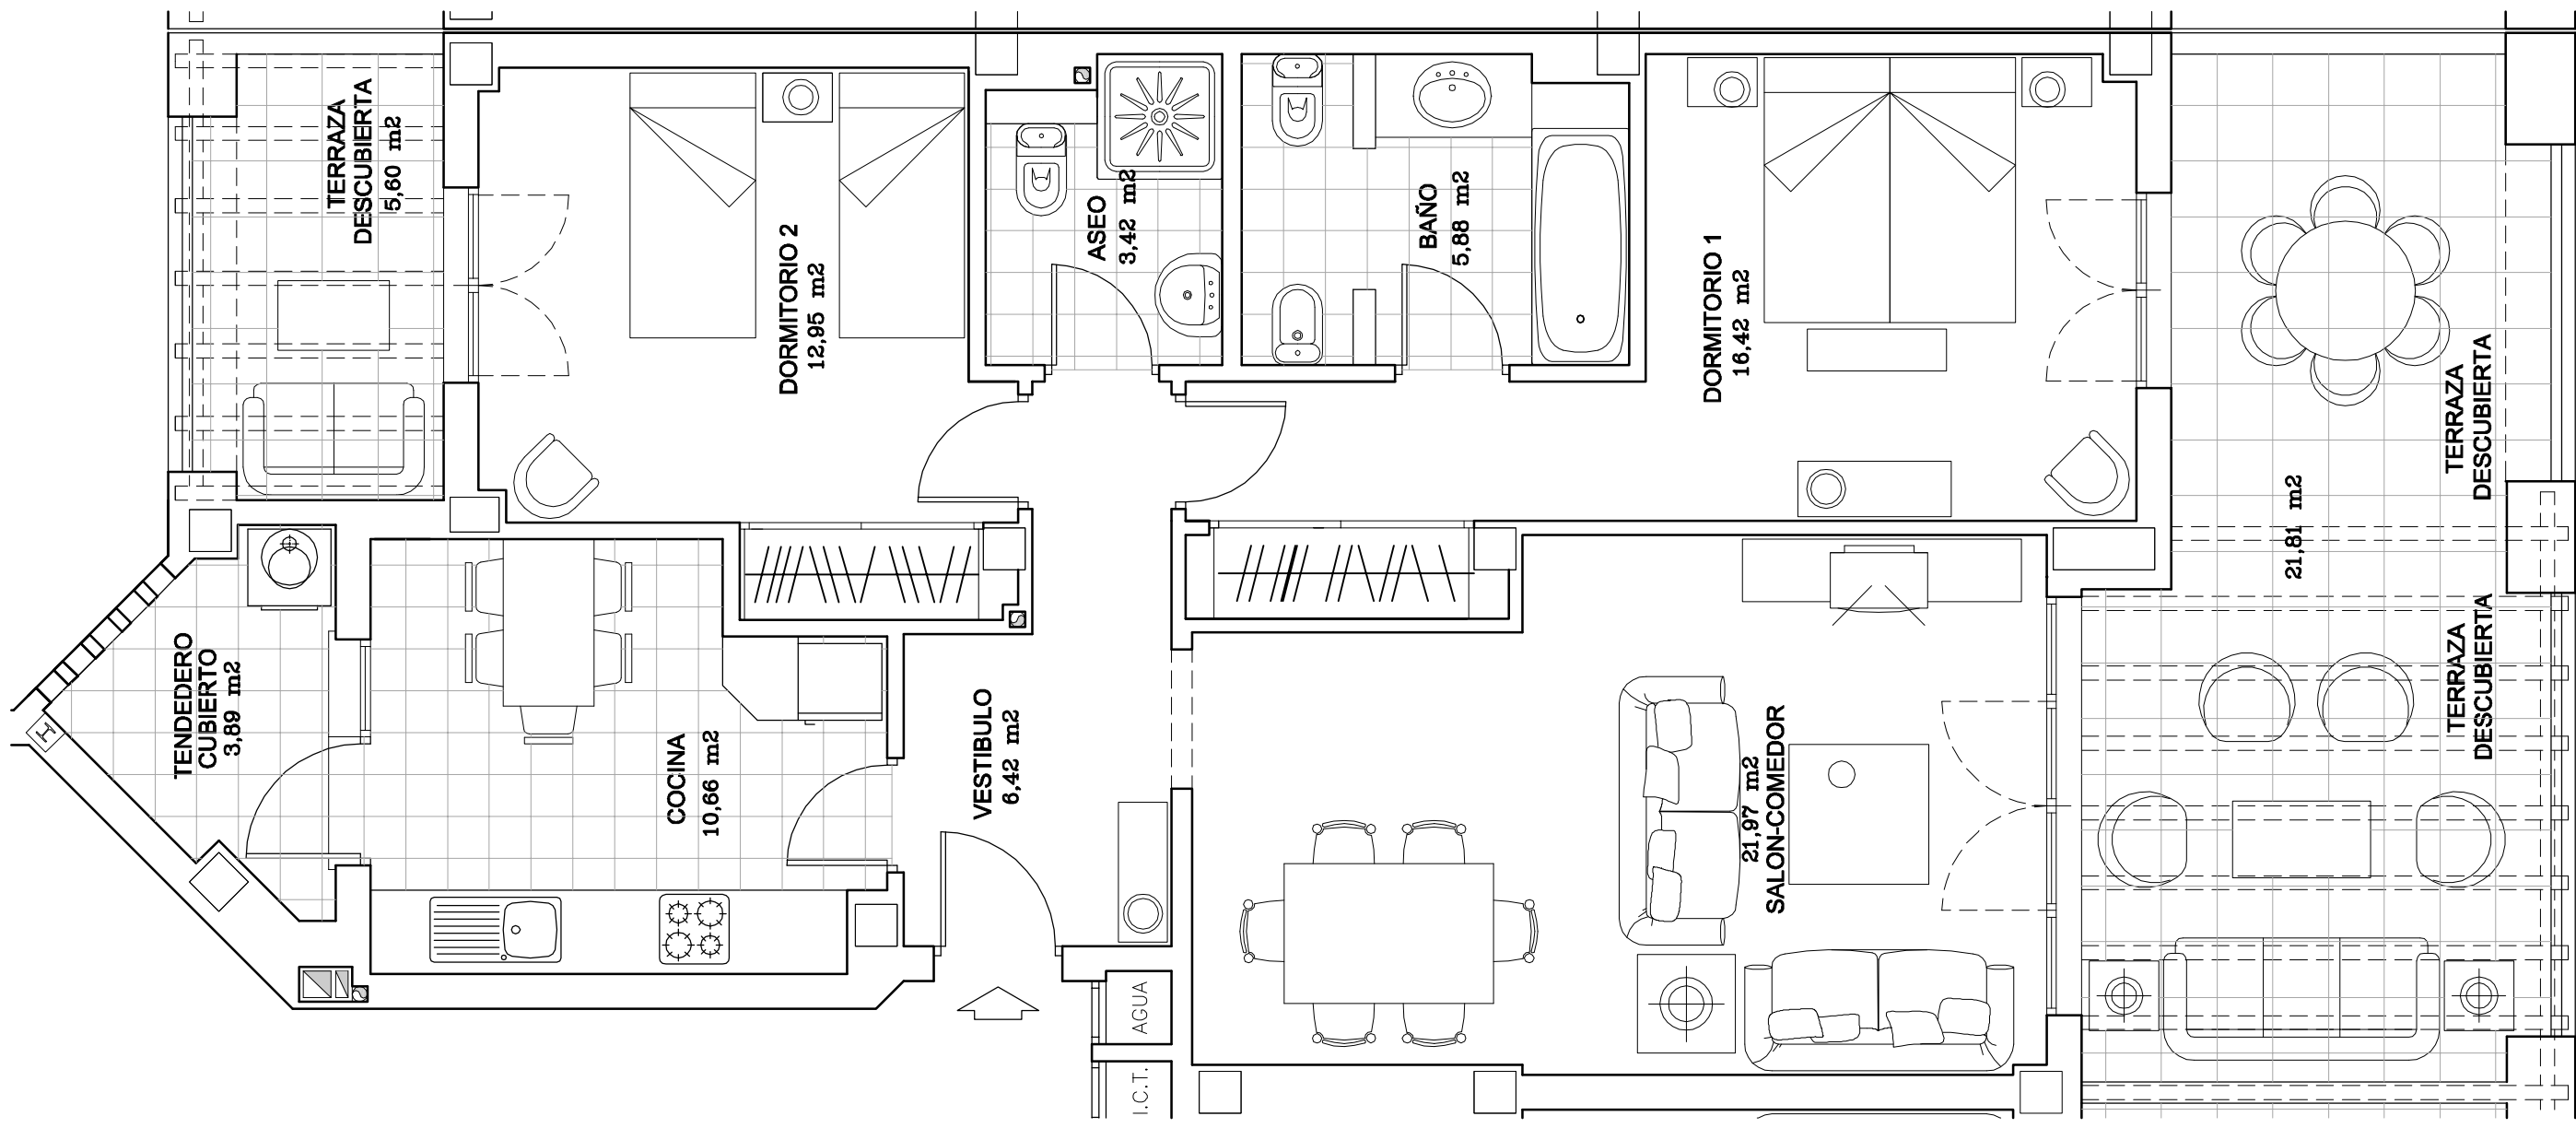 TERRAZA
DESCUBIERTA
5,60 m2
DORMITORIO 2
12,95 m2
ASEO
3,42 m2
BAÑO
5,88 m2
DORMITORIO 1
16,42 m2
TERRAZA
DESCUBIERTA
21,81 m2
TERRAZA
DESCUBIERTA
TENDEDERO
CUBIERTO
3,89 m2
COCINA
10,66 m2
VESTIBULO
6,42 m2
21,97 m2
SALON-COMEDOR
AGUA
I.C.T.